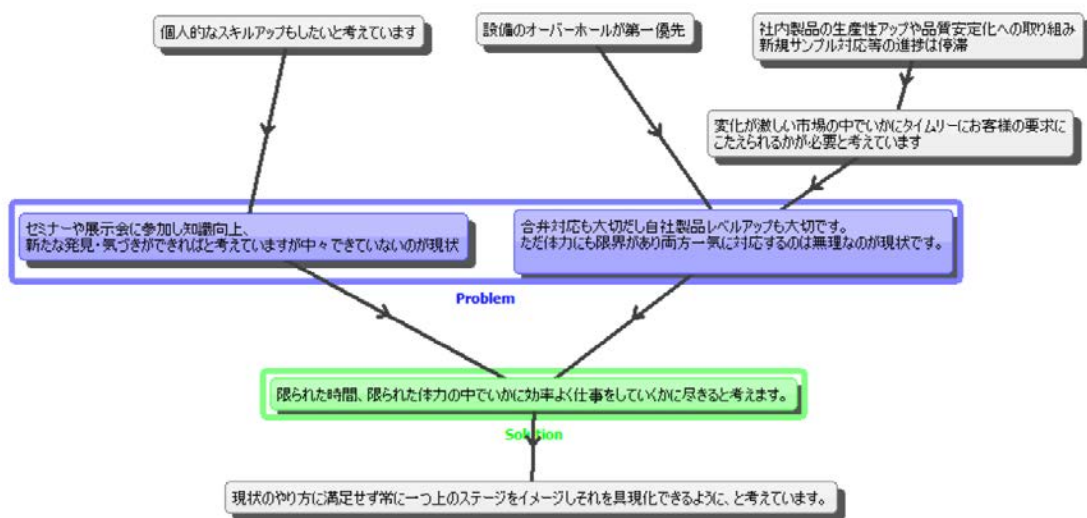 個人的なスキルアップもしたいと考えています
設備のオーバーホールが第一優先
社内製品の生産性アップや品質安定化への取り組み
新規サンプル対応等の進捗は停滞
変化が激しい市場の中でいかにタイムリーにお客様の要求に
こたえられるかが必要と考えています
セミナーや展示会に参加し知識向上、
新たな発見・気づきができればと考えていますが中々できていないのが現状
合弁対応も大切だし自社製品レベルアップも大切です。
ただ体力にも限界があり両方一気に対応するのは無理なのが現状です。
Problem
限られた時間、限られた体力の中でいかに効率よく仕事をしていくかに尽きると考えます。
Solution
現状のやり方に満足せず常に一つ上のステージをイメージしそれを具現化できるように、と考えています。